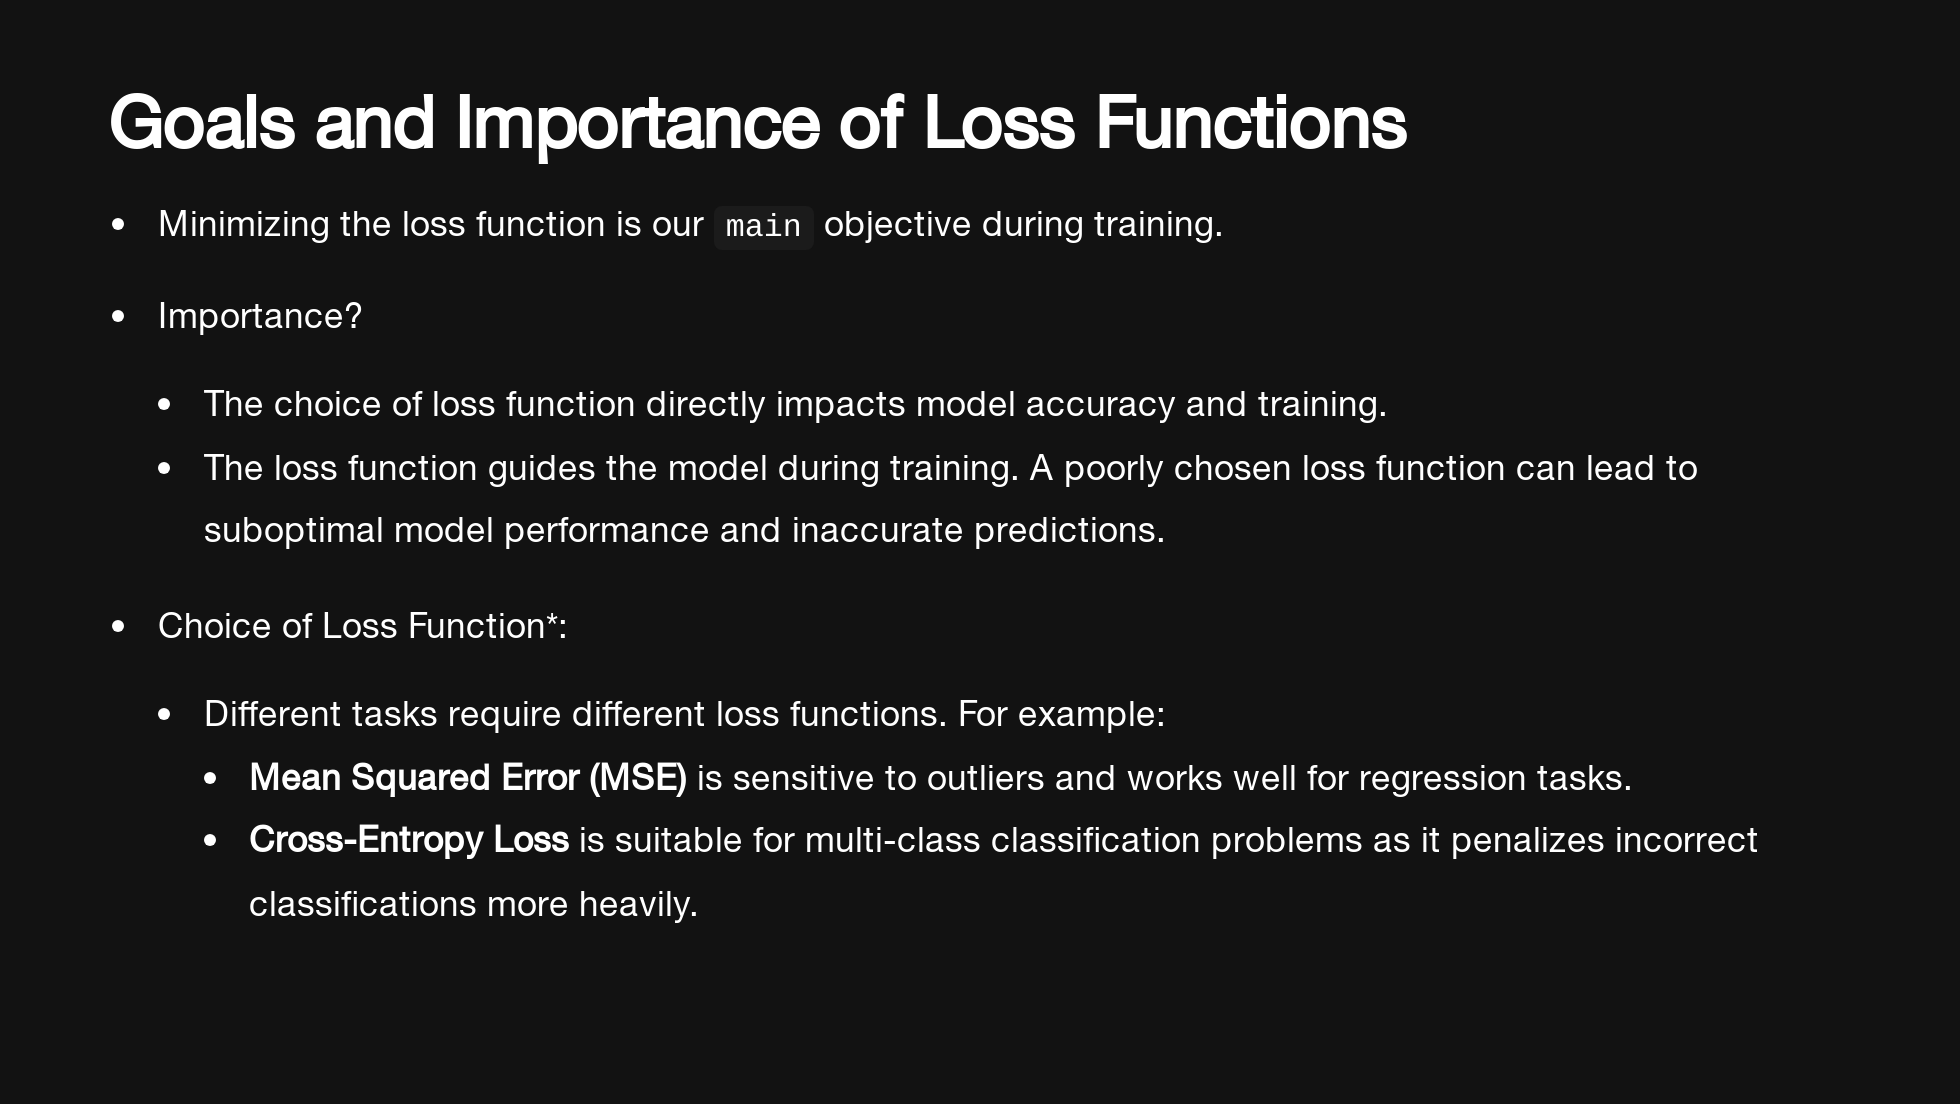 Goals and Importance of Loss Functions
• Minimizing the loss function is our main objective during training.
• Importance?
• The choice of loss function directly impacts model accuracy and training.
• The loss function guides the model during training. A poorly chosen loss function can lead to
suboptimal model performance and inaccurate predictions.
• Choice of Loss Function*:
• Different tasks require different loss functions. For example:
• Mean Squared Error (MSE) is sensitive to outliers and works well for regression tasks.
• Cross-Entropy Loss is suitable for multi-class classification problems as it penalizes incorrect
classifications more heavily.